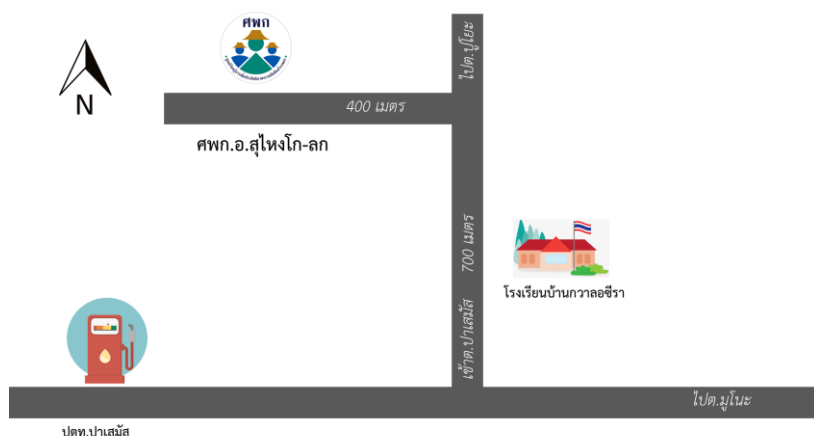 ศพก
ไปต.ปูโยะ
N
400 เมตร
ศพก.อ.สุไหงโก-ลก
700 เมตร
โรงเรียนบ้านกวาลอซีรา
เข้าต.ปาเสมัส
ไปต.มูโนะ
ปตท.ปาเสมัส